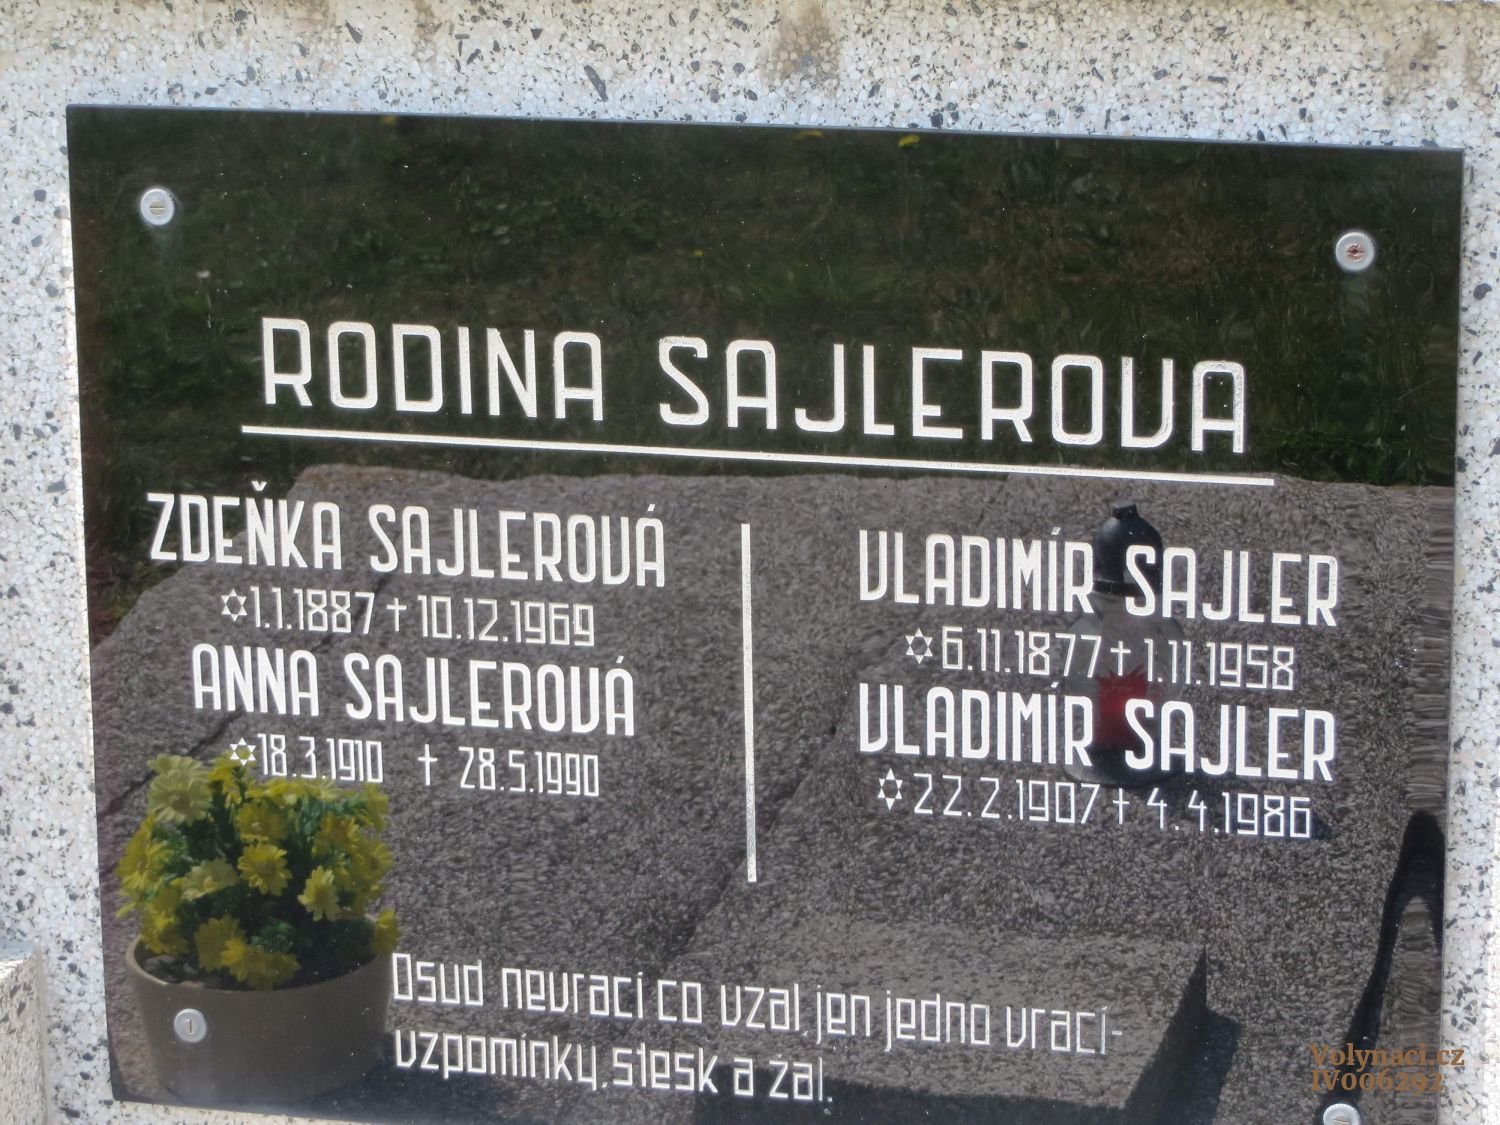 RODINA SAJLEROVA
ZDEŇKA SAJLEROVÁ
✡1.1.1887 † 10.12.1969
ANNA SAJLEROVÁ
✡18.3.1910 † 28.5.1990
VLADIMÍR SAJLER
✡6.11.1877 † 1.11.1958
VLADIMÍR SAJLER
✡22.2.1907 † 4.4.1986
Osud nevrací co vzal, jen jedno vrací-
vzpomínky, stesk a žal.
Volynaci.cz
IV006292